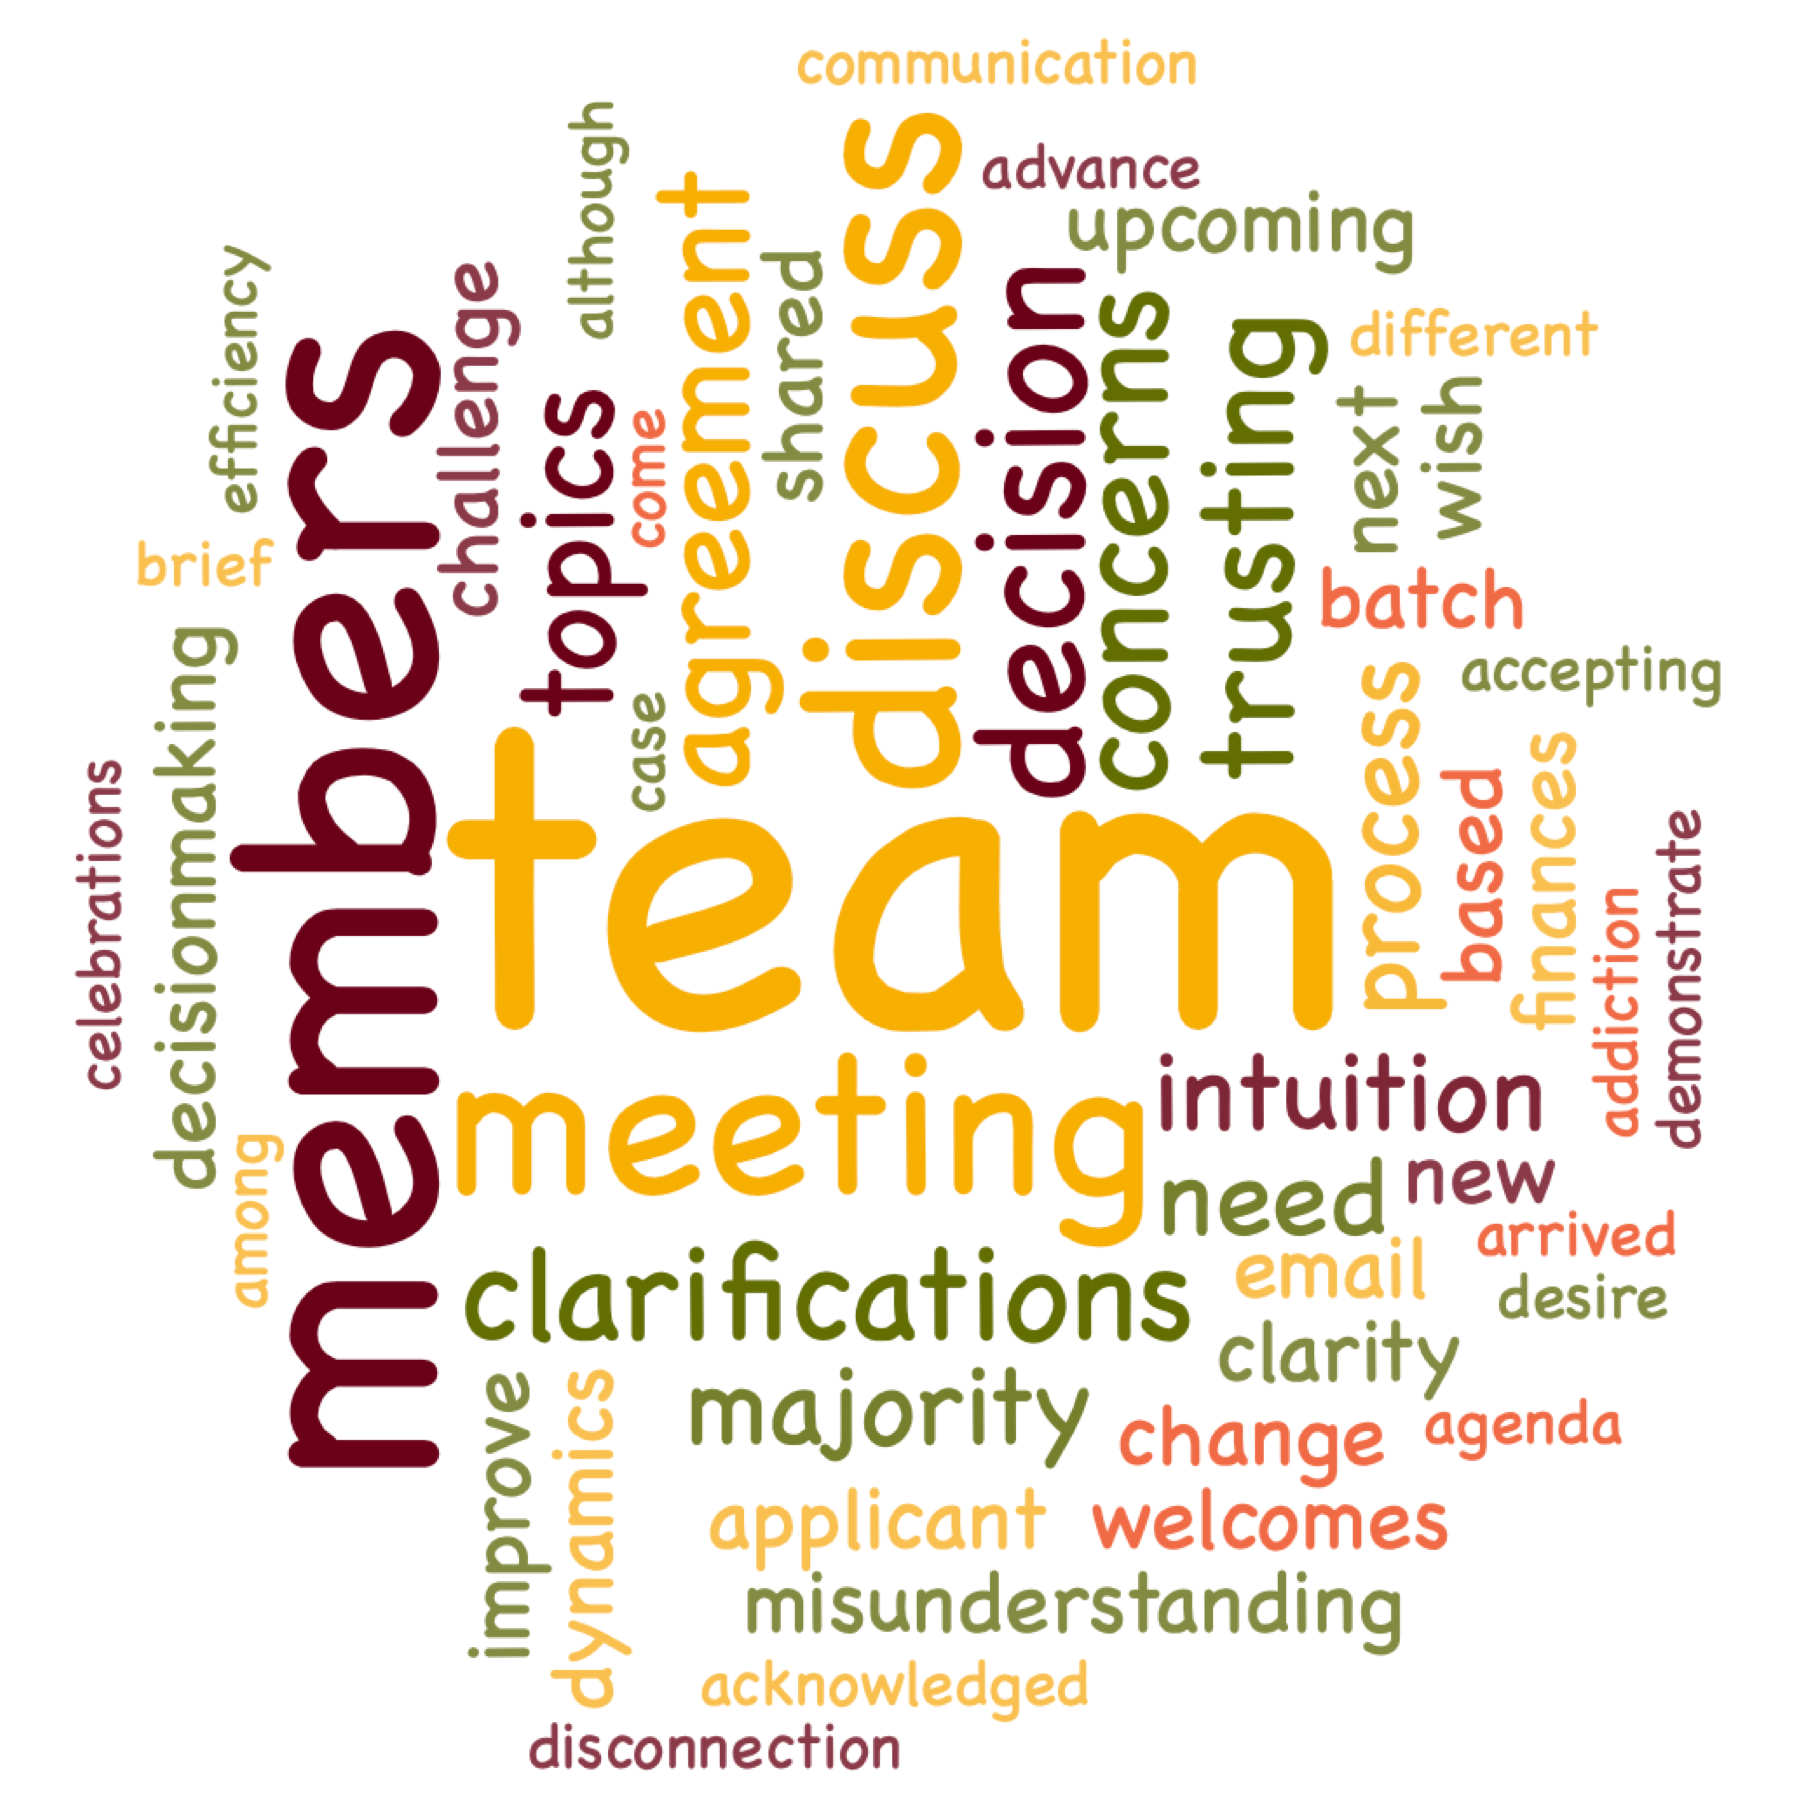 communication
although
advance
upcoming
discuss
agreement
shared
efficiency
challenge
decision
concerns
trusting
different
members
topics
come
next
wish
brief
batch
decisionmaking
case
process
accepting
celebrations
team
based
finances
addiction
demonstrate
meeting
intuition
among
need
new
arrived
clarifications
email
desire
clarity
improve
dynamics
majority
change
agenda
applicant
welcomes
misunderstanding
acknowledged
disconnection